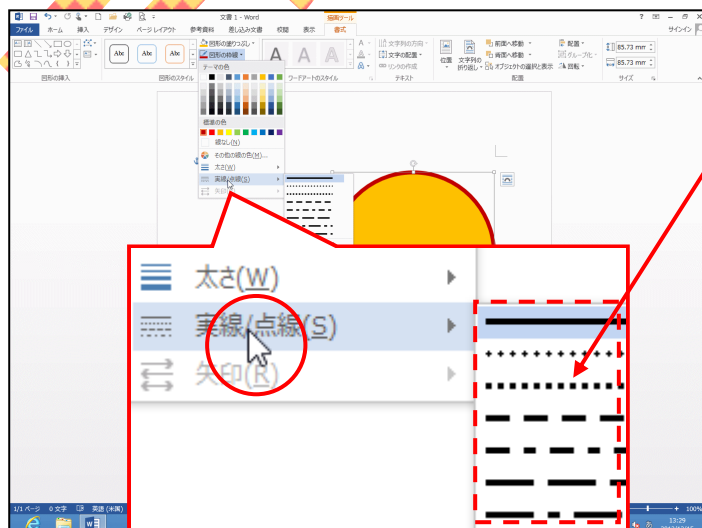 文書 1 - Word
描画ツール
ファイル ホーム 挿入 デザイン ページ レイアウト 参考資料 差し込み文書 校閲 表示 書式
サインイン
Abc Abc Abc
図形の塗りつぶし
図形の枠線
A A A
文字列の方向
文字の配置
リンクの作成
位置
文字列の折り返し
前面へ移動
背面へ移動
オブジェクトの選択と表示
配置
グループ化
回転
85.73 mm
85.73 mm
図形の挿入 図形のスタイル ワードアートのスタイル テキスト 配置 サイズ
テーマの色
標準の色
線なし(N)
その他の線の色(M)...
太さ(W)
実線/点線(S)
矢印(R)
太さ(W)
実線/点線(S)
矢印(R)
1/1 ページ 0 文字 英語 (米国)
100%
13:29